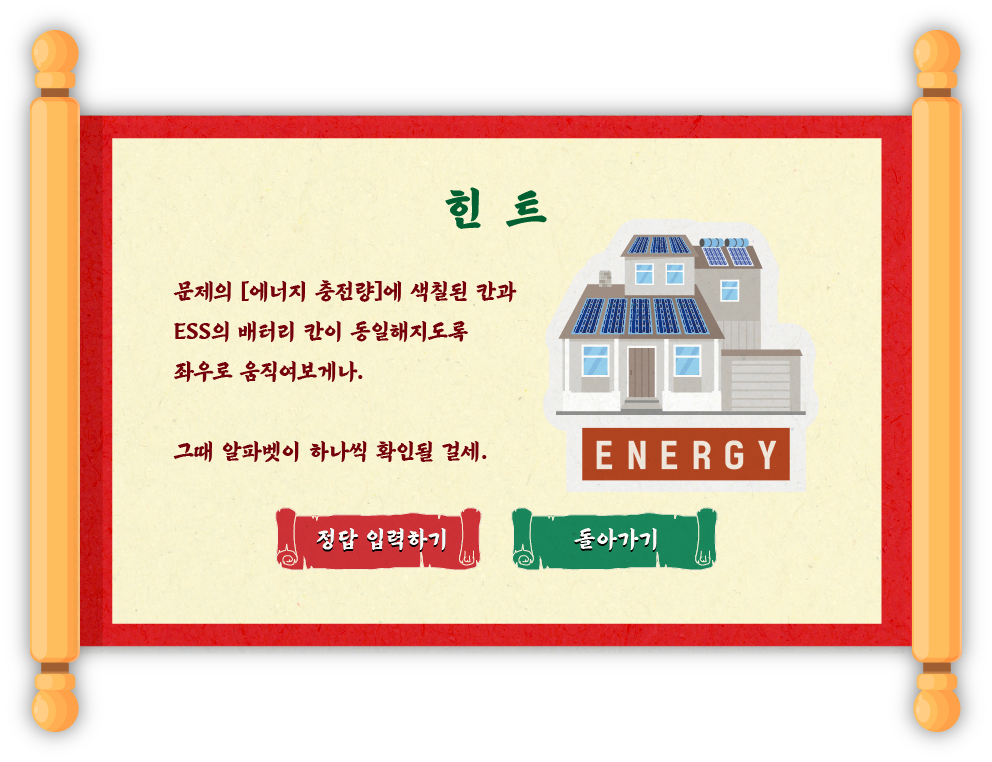 힌 트
문제의 [에너지 충전량]에 색칠된 칸과
ESS의 배터리 칸이 동일해지도록
좌우로 움직여보게나.
그때 알파벳이 하나씩 확인될 걸세.
ENERGY
정답 입력하기
돌아가기